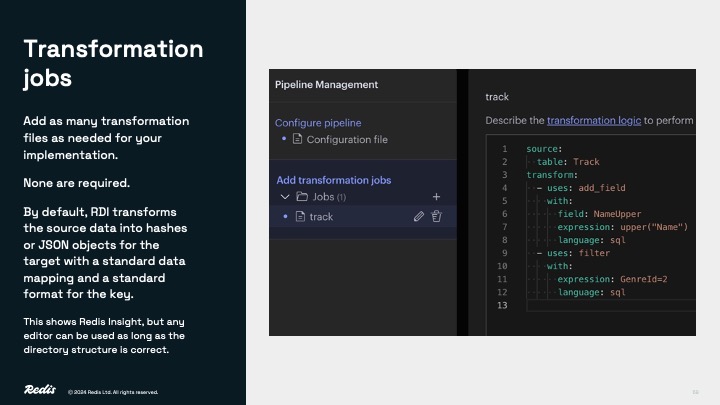 Transformation
jobs
Add as many transformation
files as needed for your
implementation.
None are required.
By default, RDI transforms
the source data into hashes
or JSON objects for the
target with a standard data
mapping and a standard
format for the key.
This shows Redis Insight, but any
editor can be used as long as the
directory structure is correct.
Redis
© 2024 Redis Ltd. All rights reserved.
Pipeline Management
Configure pipeline
Configuration file
Add transformation jobs
Jobs (1) +
track
track
Describe the transformation logic to perform
1 source:
2 table: Track
3 transform:
4 - uses: add_field
5 with:
6 field: NameUpper
7 expression: upper("Name")
8 language: sql
9 - uses: filter
10 with:
11 expression: GenreId=2
12 language: sql
13